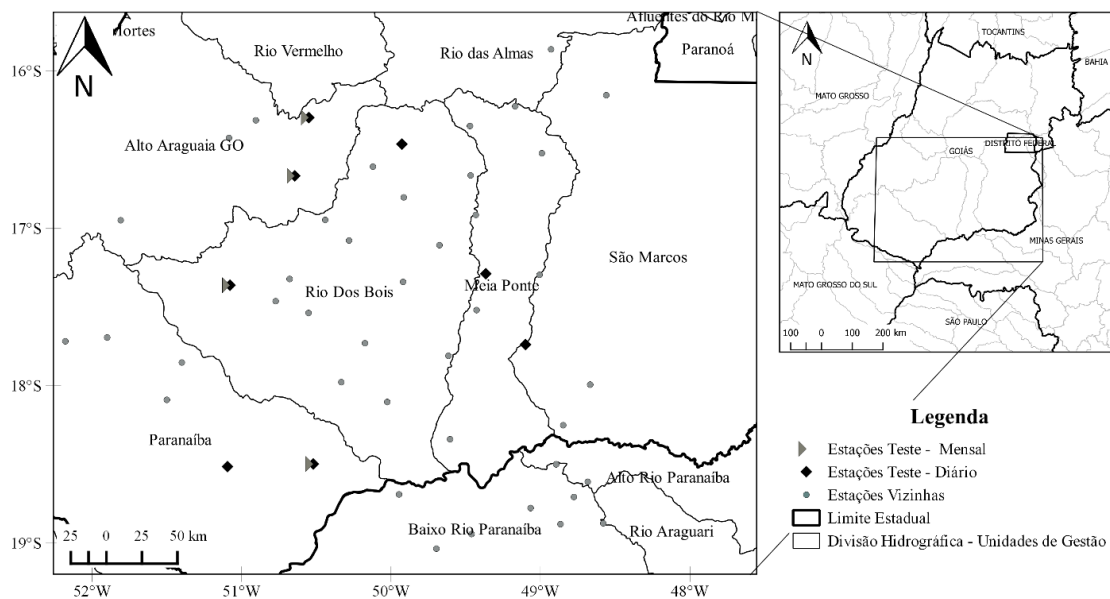 Afluentes do Rio M
Nortes
Rio Vermelho
Rio das Almas
Paranoá
N
16°S
Alto Araguaia GO
17°S
São Marcos
Rio Dos Bois
Meia Ponte
18°S
Paranaíba
Alto Rio Paranaíba
Baixo Rio Paranaíba
Rio Araguari
19°S
25 0 25 50 km
52°W 51°W 50°W 49°W 48°W
TOCANTINS
BAHIA
N
MATO GROSSO
GOIÁS
DISTRITO FEDERAL
MINAS GERAIS
MATO GROSSO DO SUL
SÃO PAULO
100 0 100 200 km
Legenda
Estações Teste - Mensal
Estações Teste - Diário
Estações Vizinhas
Limite Estadual
Divisão Hidrográfica - Unidades de Gestão